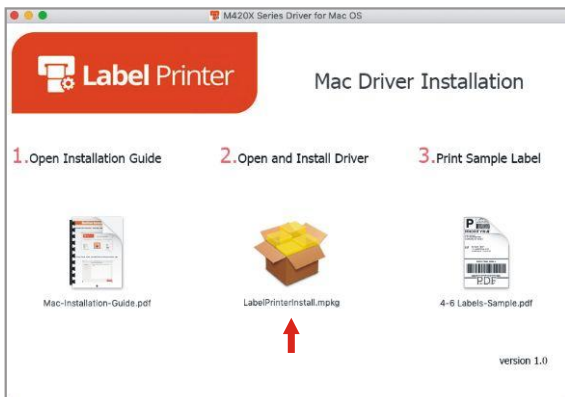 M420X Series Driver for Mac OS
Label Printer
Mac Driver Installation
1.Open Installation Guide
2.Open and Install Driver
3.Print Sample Label
P
PDF
Mac-Installation-Guide.pdf
LabelPrinterInstall.mpkg
4-6 Labels-Sample.pdf
version 1.0